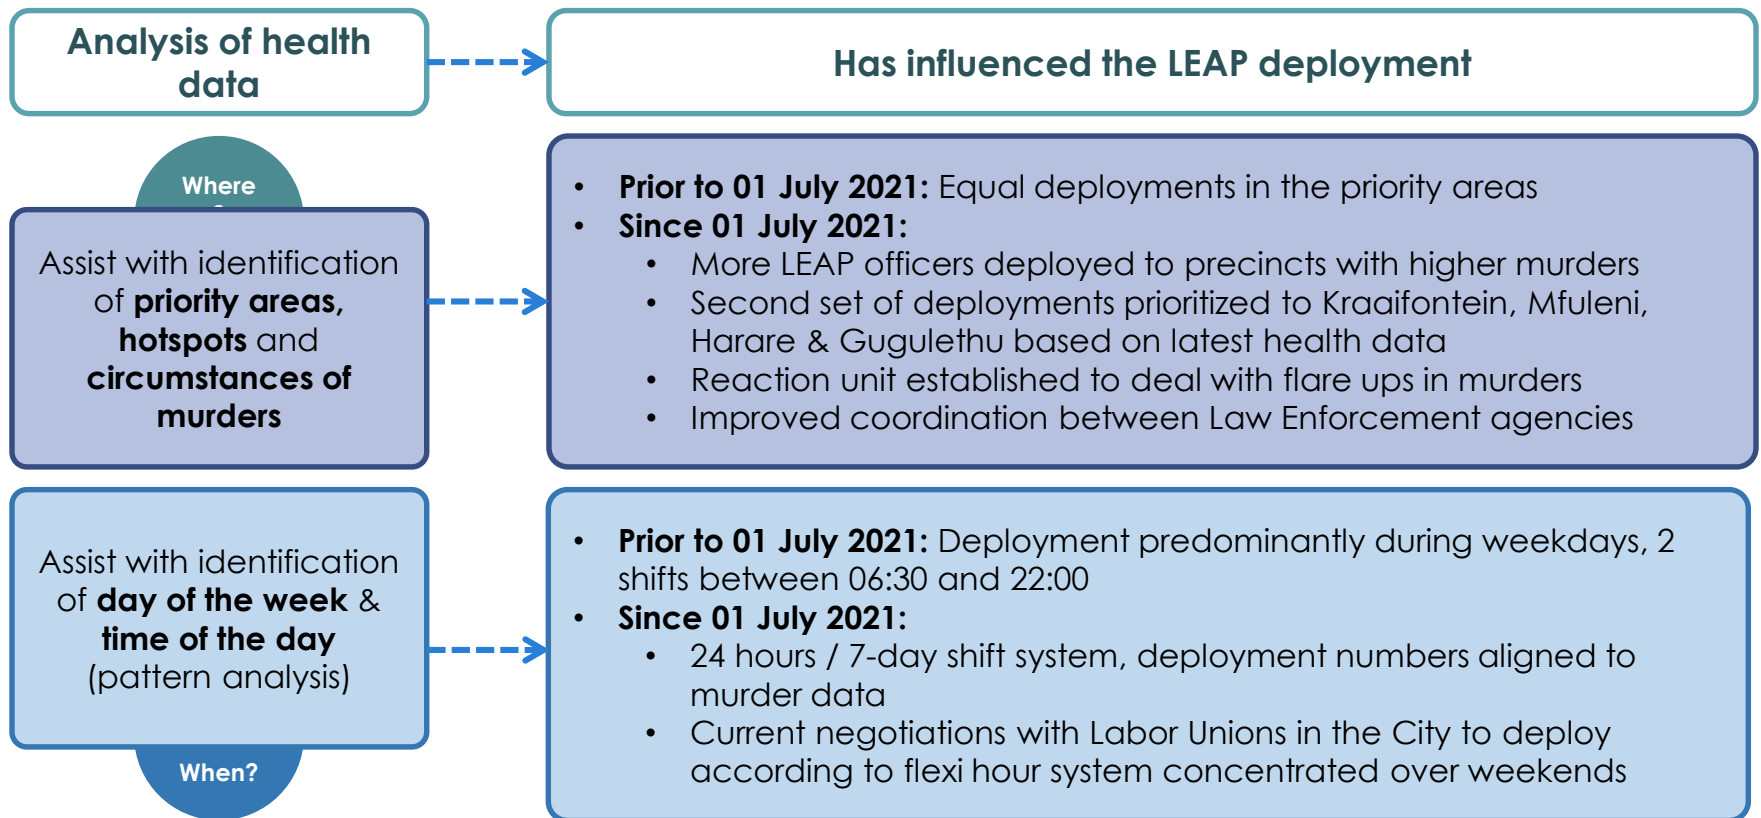 Analysis of health
data
Has influenced the LEAP deployment
Where
Assist with identification
of priority areas,
hotspots and
circumstances of
murders
• Prior to 01 July 2021: Equal deployments in the priority areas
• Since 01 July 2021:
• More LEAP officers deployed to precincts with higher murders
• Second set of deployments prioritized to Kraaifontein, Mfuleni,
Harare & Gugulethu based on latest health data
• Reaction unit established to deal with flare ups in murders
• Improved coordination between Law Enforcement agencies
Assist with identification
of day of the week &
time of the day
(pattern analysis)
When?
• Prior to 01 July 2021: Deployment predominantly during weekdays, 2
shifts between 06:30 and 22:00
• Since 01 July 2021:
• 24 hours / 7-day shift system, deployment numbers aligned to
murder data
• Current negotiations with Labor Unions in the City to deploy
according to flexi hour system concentrated over weekends